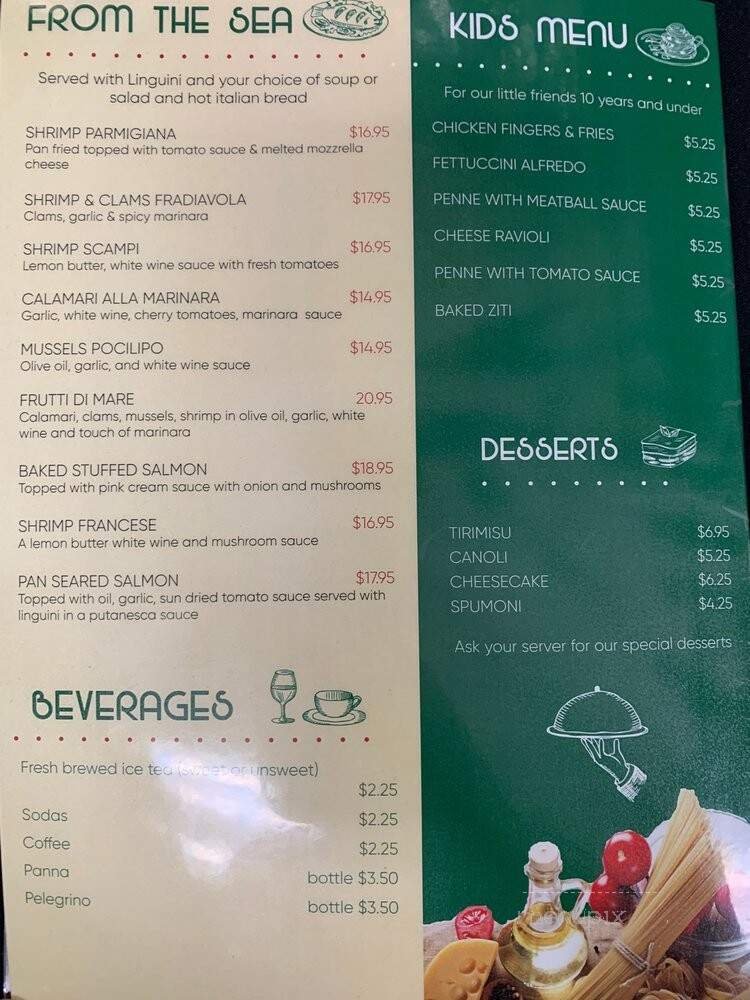 FROM THE SEA
Served with Linguini and your choice of soup or
salad and hot italian bread
SHRIMP PARMIGIANA $16.95
Pan fried topped with tomato sauce & melted mozzrella
cheese
SHRIMP & CLAMS FRADIAVOLA $17.95
Clams, garlic & spicy marinara
SHRIMP SCAMPI $16.95
Lemon butter, white wine sauce with fresh tomatoes
CALAMARI ALLA MARINARA $14.95
Garlic, white wine, cherry tomatoes, marinara sauce
MUSSELS POCILIPO $14.95
Olive oil, garlic, and white wine sauce
FRUTTI DI MARE 20.95
Calamari, clams, mussels, shrimp in olive oil, garlic, white
wine and touch of marinara
BAKED STUFFED SALMON $18.95
Topped with pink cream sauce with onion and mushrooms
SHRIMP FRANCESE $16.95
A lemon butter white wine and mushroom sauce
PAN SEARED SALMON $17.95
Topped with oil, garlic, sun dried tomato sauce served with
linguini in a putanesca sauce
BEVERAGES
Fresh brewed ice tea (sweet or unsweet)
$2.25
Sodas $2.25
Coffee $2.25
Panna bottle $3.50
Pelegrino bottle $3.50
KIDS MENU
For our little friends 10 years and under
CHICKEN FINGERS & FRIES $5.25
FETTUCCINI ALFREDO $5.25
PENNE WITH MEATBALL SAUCE $5.25
CHEESE RAVIOLI $5.25
PENNE WITH TOMATO SAUCE $5.25
BAKED ZITI $5.25
DESSERTS
TIRIMISU $6.95
CANOLI $5.25
CHEESECAKE $6.25
SPUMONI $4.25
Ask your server for our special desserts